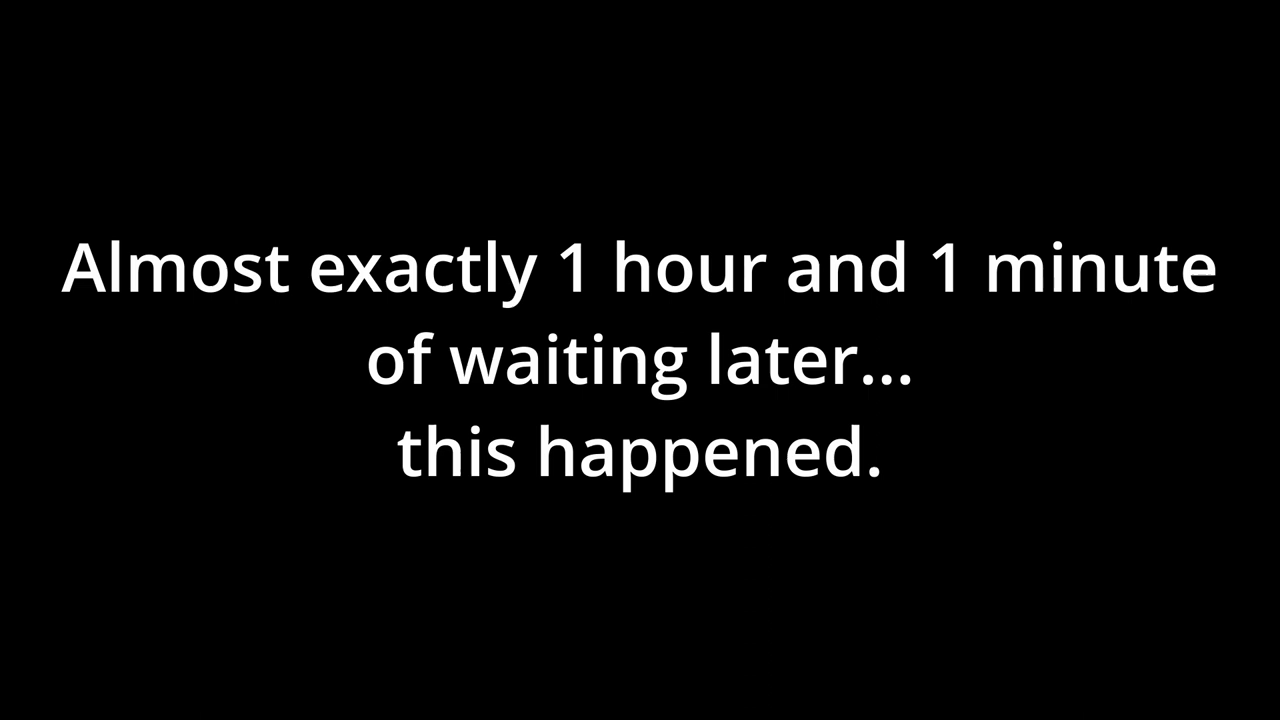 Almost exactly 1 hour and 1 minute
of waiting later...
this happened.